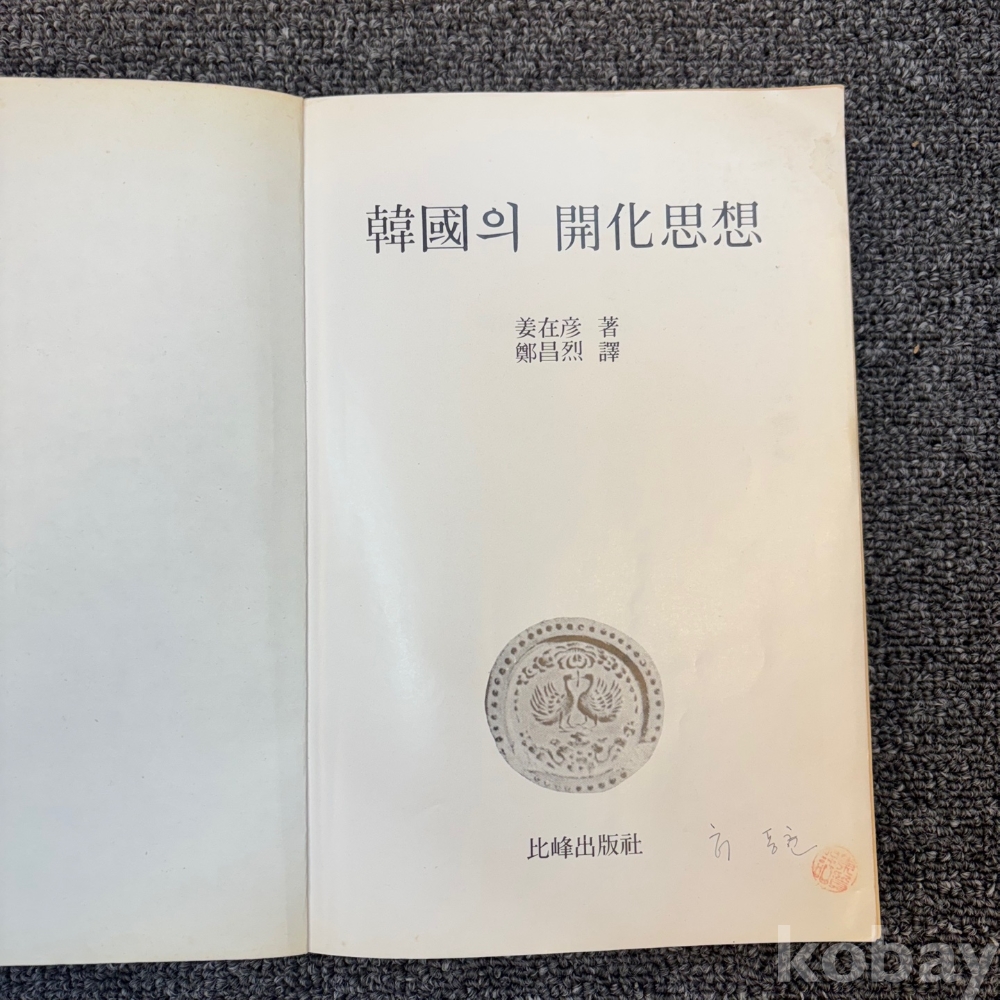 韓國의 開化思想
姜在彦 著
鄭昌烈 譯
比峰出版社
kobay